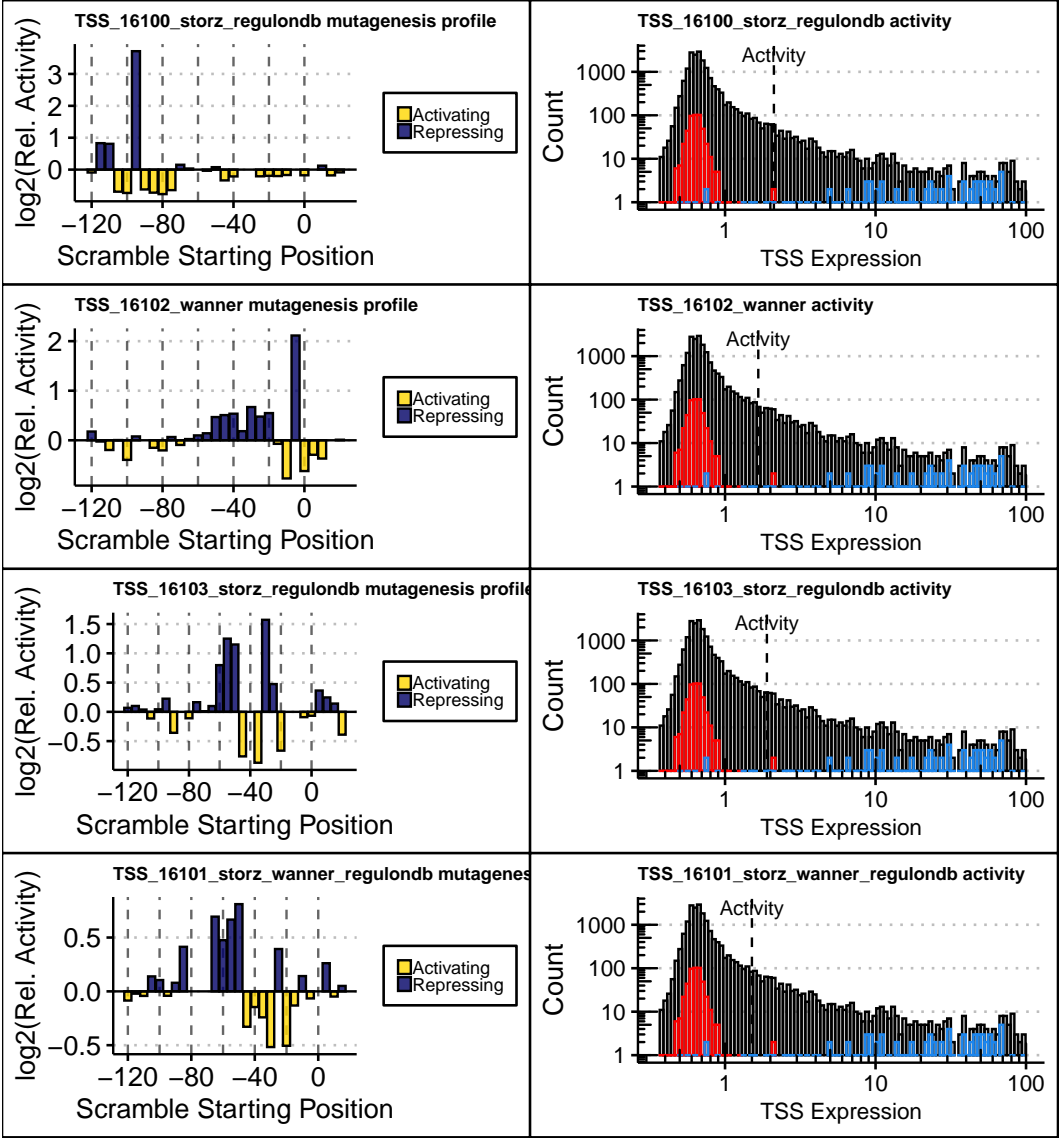 TSS_16100_storz_regulondb mutagenesis profile
log2(Rel. Activity)
3
2
1
0
−120 −80 −40 0
Scramble Starting Position
Activating
Repressing
TSS_16100_storz_regulondb activity
Activity
Count
1000
100
10
1
1 10 100
TSS Expression
TSS_16102_wanner mutagenesis profile
log2(Rel. Activity)
2
1
0
−120 −80 −40 0
Scramble Starting Position
Activating
Repressing
TSS_16102_wanner activity
Activity
Count
1000
100
10
1
1 10 100
TSS Expression
TSS_16103_storz_regulondb mutagenesis profile
log2(Rel. Activity)
1.5
1.0
0.5
0.0
−0.5
−120 −80 −40 0
Scramble Starting Position
Activating
Repressing
TSS_16103_storz_regulondb activity
Activity
Count
1000
100
10
1
1 10 100
TSS Expression
TSS_16101_storz_wanner_regulondb mutagenes
log2(Rel. Activity)
0.5
0.0
−0.5
−120 −80 −40 0
Scramble Starting Position
Activating
Repressing
TSS_16101_storz_wanner_regulondb activity
Activity
Count
1000
100
10
1
1 10 100
TSS Expression